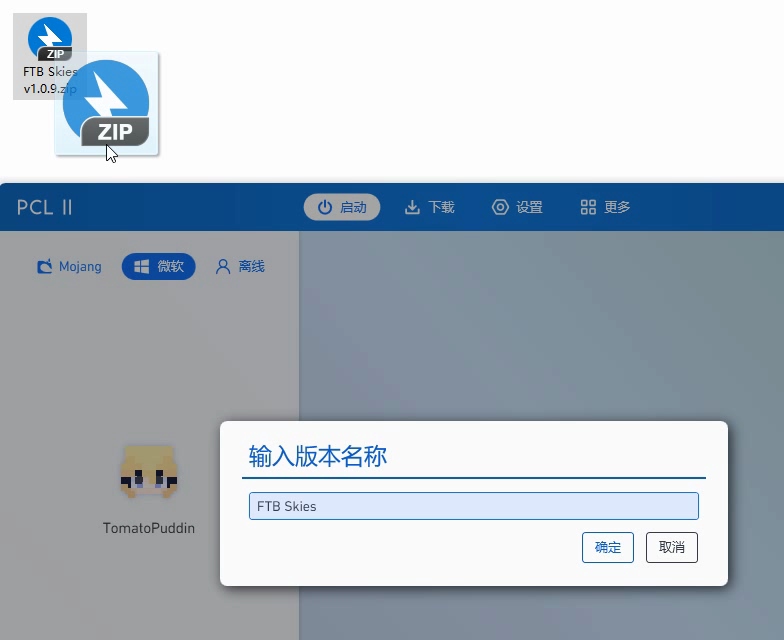 ZIP
FTB Skies
v1.0.9.zip
ZIP
PCL II
启动
下载
设置
更多
Mojang
微软
离线
输入版本名称
FTB Skies
确定
取消
TomatoPuddin